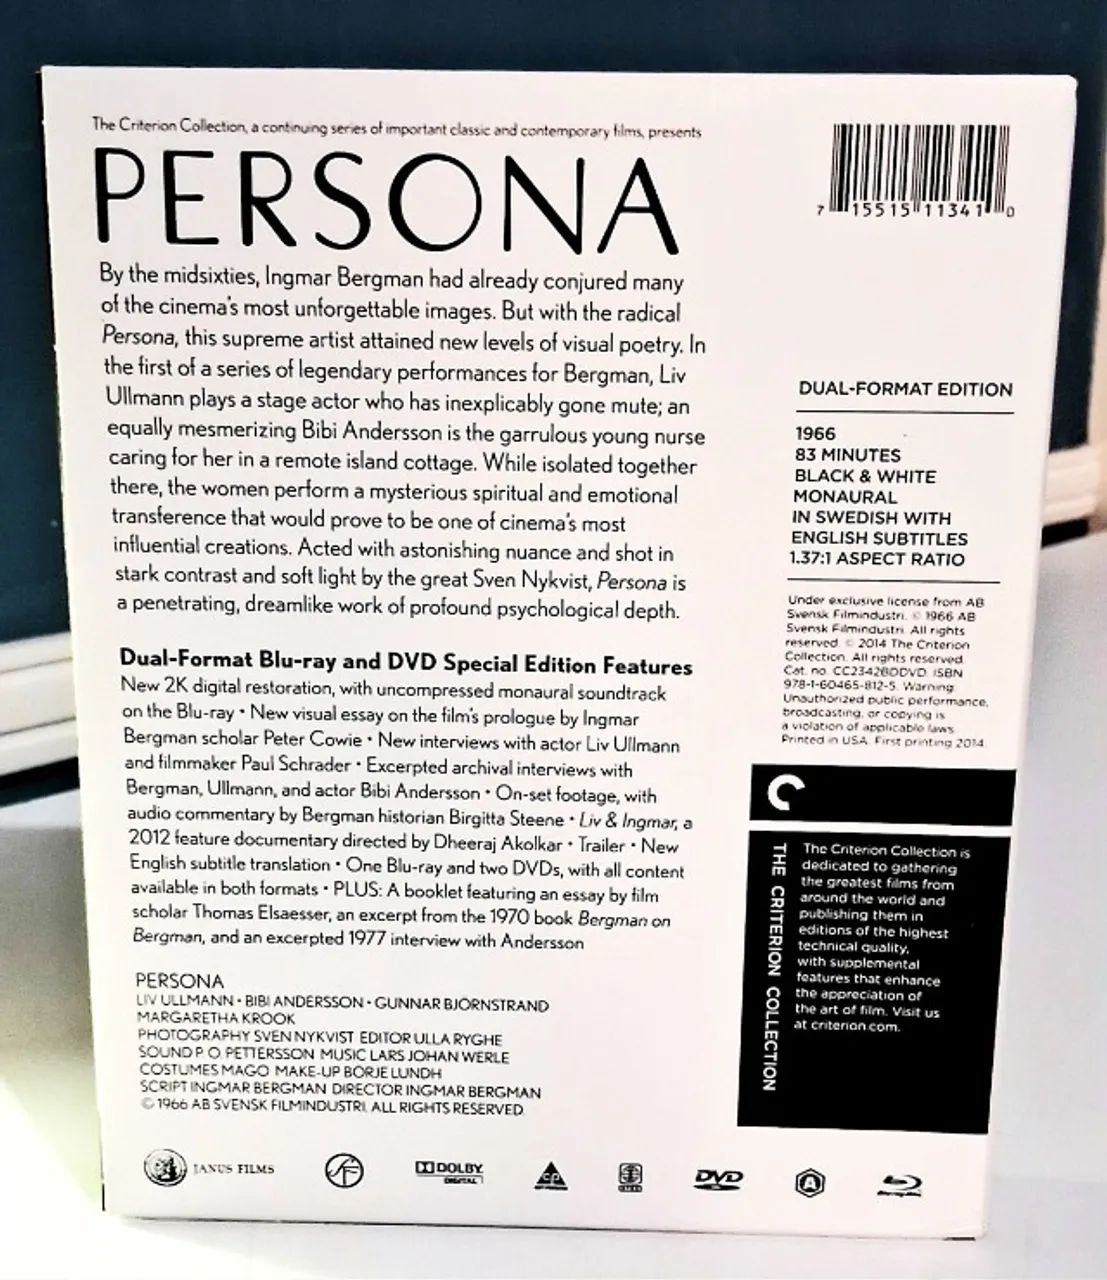 The Criterion Collection, a continuing series of important classic and contemporary films, presents
PERSONA
By the midsixties, Ingmar Bergman had already conjured many
of the cinema's most unforgettable images. But with the radical
Persona, this supreme artist attained new levels of visual poetry. In
the first of a series of legendary performances for Bergman, Liv
Ullmann plays a stage actor who has inexplicably gone mute; an
equally mesmerizing Bibi Andersson is the garrulous young nurse
caring for her in a remote island cottage. While isolated together
there, the women perform a mysterious spiritual and emotional
transference that would prove to be one of cinema's most
influential creations. Acted with astonishing nuance and shot in
stark contrast and soft light by the great Sven Nykvist, Persona is
a penetrating, dreamlike work of profound psychological depth.
Dual-Format Blu-ray and DVD Special Edition Features
New 2K digital restoration, with uncompressed monaural soundtrack
on the Blu-ray • New visual essay on the film's prologue by Ingmar
Bergman scholar Peter Cowie • New interviews with actor Liv Ullmann
and filmmaker Paul Schrader • Excerpted archival interviews with
Bergman, Ullmann, and actor Bibi Andersson • On-set footage, with
audio commentary by Bergman historian Birgitta Steene • Liv & Ingmar, a
2012 feature documentary directed by Dheeraj Akolkar • Trailer • New
English subtitle translation • One Blu-ray and two DVDs, with all content
available in both formats • PLUS: A booklet featuring an essay by film
scholar Thomas Elsaesser, an excerpt from the 1970 book Bergman on
Bergman, and an excerpted 1977 interview with Andersson
PERSONA
LIV ULLMANN • BIBI ANDERSSON • GUNNAR BJÖRNSTRAND
MARGARETHA KROOK
PHOTOGRAPHY SVEN NYKVIST EDITOR ULLA RYGHE
SOUND P. O. PETTERSSON MUSIC LARS JOHAN WERLE
COSTUMES MAGO MAKE-UP BÖRJE LUNDH
SCRIPT INGMAR BERGMAN DIRECTOR INGMAR BERGMAN
© 1966 AB SVENSK FILMINDUSTRI. ALL RIGHTS RESERVED.
7 15515 11341 0
DUAL-FORMAT EDITION
1966
83 MINUTES
BLACK & WHITE
MONAURAL
IN SWEDISH WITH
ENGLISH SUBTITLES
1.37:1 ASPECT RATIO
Under exclusive license from AB
Svensk Filmindustri. © 1966 AB
Svensk Filmindustri. All rights
reserved. © 2014 The Criterion
Collection. All rights reserved.
Cat. no. CC2342BDDVD. ISBN
978-1-60465-812-5. Warning:
Unauthorized public performance,
broadcasting, or copying is
a violation of applicable laws.
Printed in USA. First printing 2014.
THE CRITERION COLLECTION
The Criterion Collection is
dedicated to gathering
the greatest films from
around the world and
publishing them in
editions of the highest
technical quality,
with supplemental
features that enhance
the appreciation of
the art of film. Visit us
at criterion.com.
JANUS FILMS
SF
DOLBY
DIGITAL
CP
DVD
A